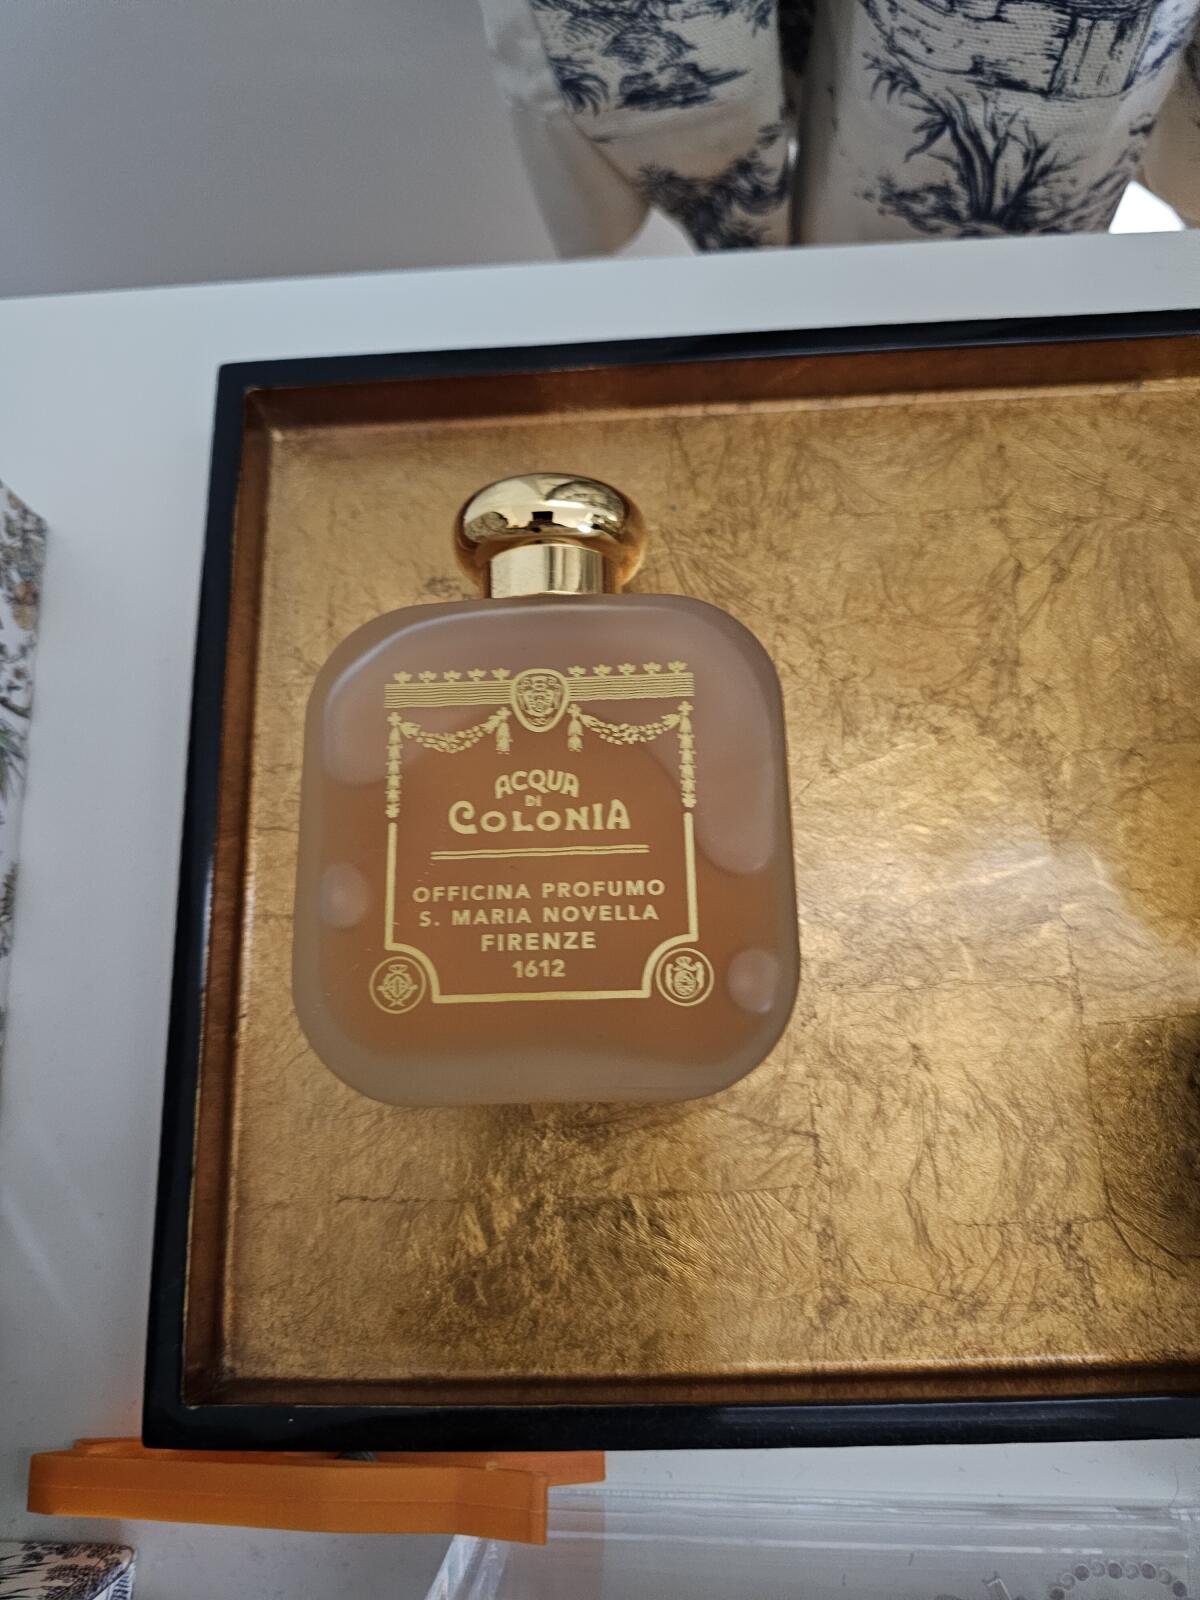 ACQUA
DI
COLONIA
OFFICINA PROFUMO
S. MARIA NOVELLA
FIRENZE
1612